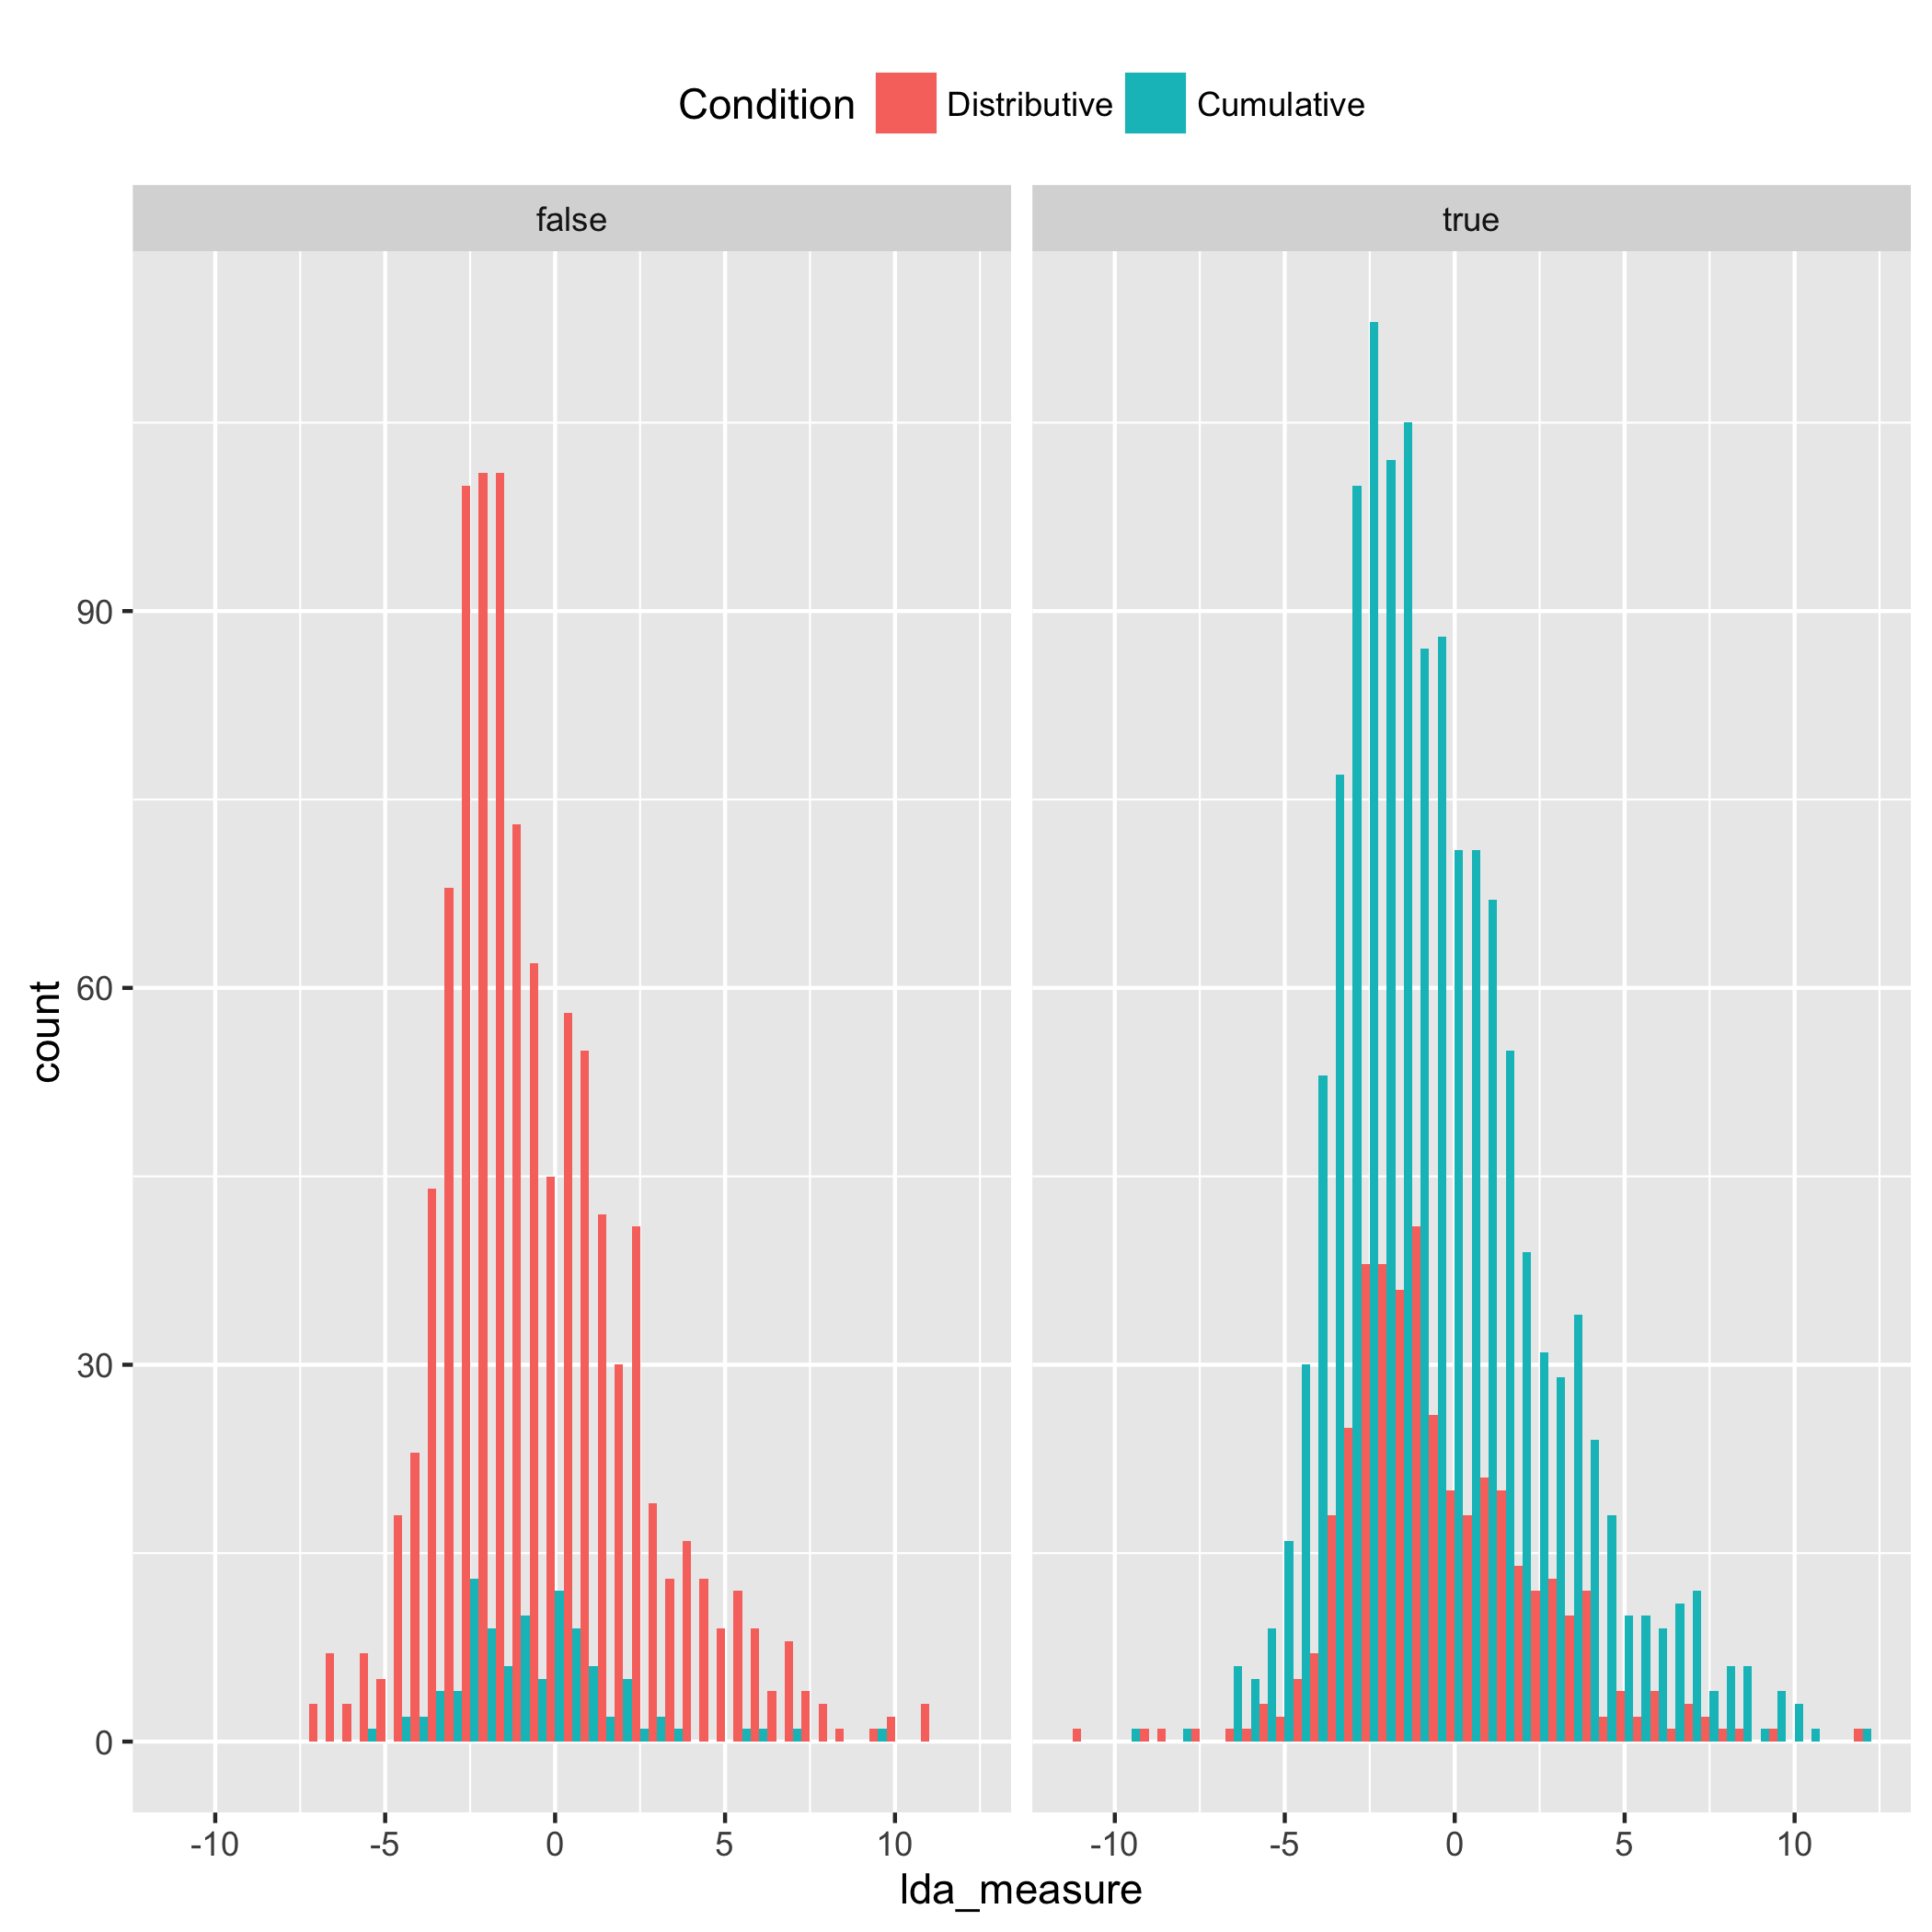 Condition Distributive Cumulative
false true
90
60
30
0
count
-10 -5 0 5 10 -10 -5 0 5 10
lda_measure